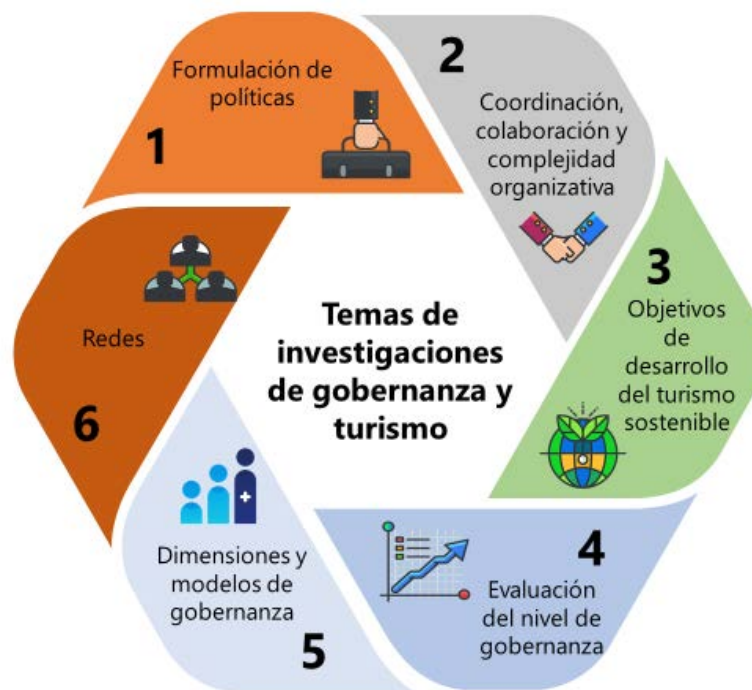 Formulación de
políticas
1
2
Coordinación,
colaboración y
complejidad
organizativa
3
Objetivos
de
desarrollo
del turismo
sostenible
4
Evaluación
del nivel de
gobernanza
Dimensiones y
modelos de
gobernanza
5
Redes
6
Temas de
investigaciones
de gobernanza y
turismo